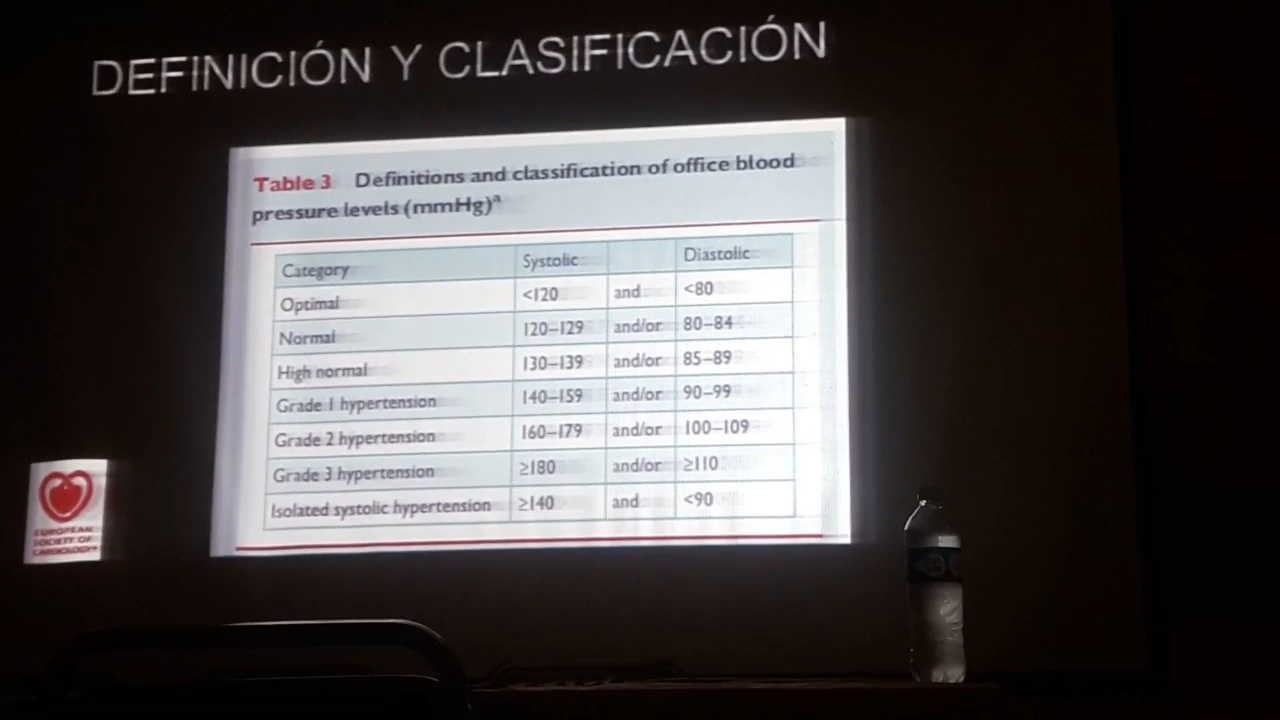 DEFINICIÓN Y CLASIFICACIÓN
Table 3 Definitions and classification of office blood
pressure levels (mmHg)ᵃ
Category Systolic Diastolic
Optimal <120 and <80
Normal 120–129 and/or 80–84
High normal 130–139 and/or 85–89
Grade 1 hypertension 140–159 and/or 90–99
Grade 2 hypertension 160–179 and/or 100–109
Grade 3 hypertension ≥180 and/or ≥110
Isolated systolic hypertension ≥140 and <90
EUROPEAN
SOCIETY OF
CARDIOLOGY®